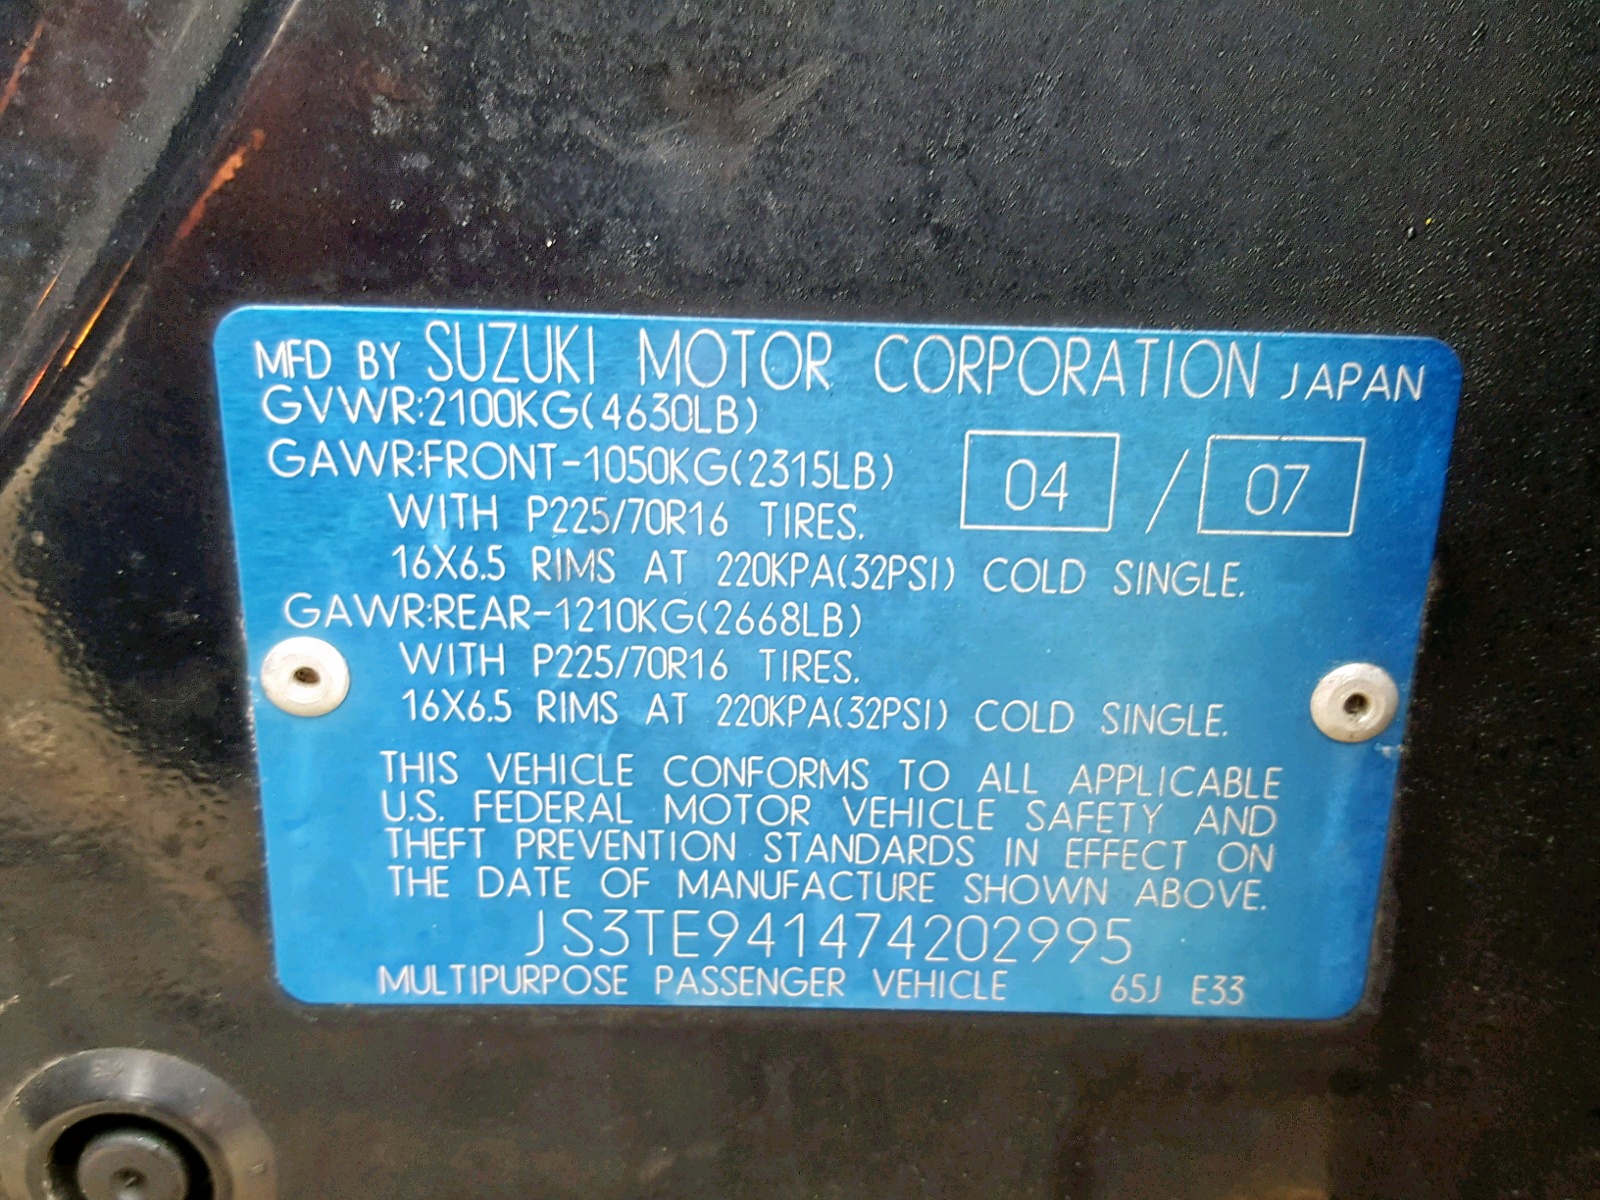 MFD BY SUZUKI MOTOR CORPORATION JAPAN
GVWR:2100KG(4630LB)
GAWR:FRONT-1050KG(2315LB) 04 / 07
WITH P225/70R16 TIRES.
16X6.5 RIMS AT 220KPA(32PSI) COLD SINGLE.
GAWR:REAR-1210KG(2668LB)
WITH P225/70R16 TIRES.
16X6.5 RIMS AT 220KPA(32PSI) COLD SINGLE.
THIS VEHICLE CONFORMS TO ALL APPLICABLE
U.S. FEDERAL MOTOR VEHICLE SAFETY AND
THEFT PREVENTION STANDARDS IN EFFECT ON
THE DATE OF MANUFACTURE SHOWN ABOVE.
JS3TE941474202995
MULTIPURPOSE PASSENGER VEHICLE 65J E33